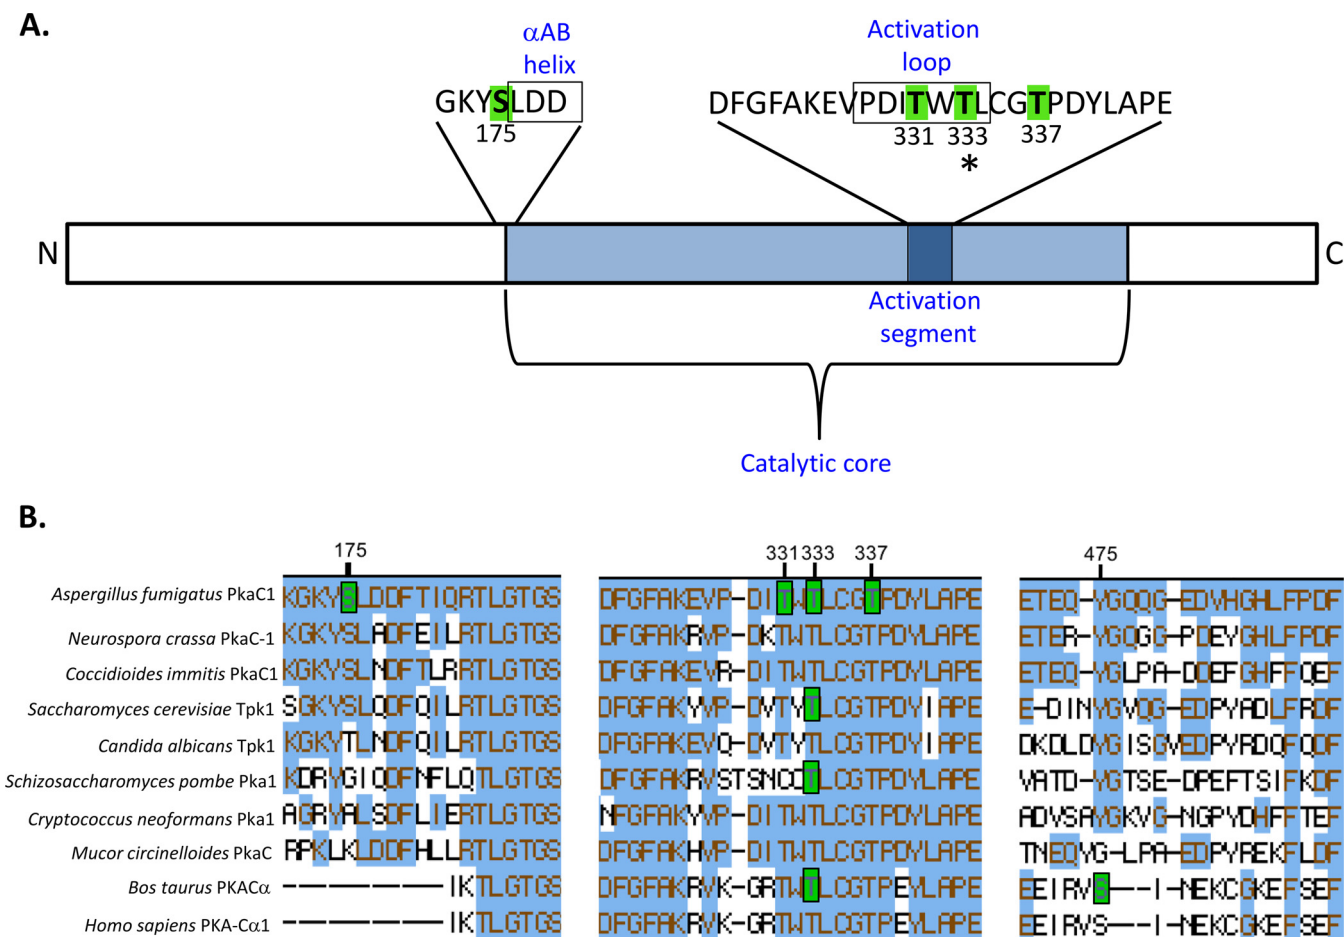 A.
αAB
helix
Activation
loop
GKYSLDD
DFGFAKEVPDITWTLCGTPDYLAPE
175
331 333 337
*
N
C
Activation
segment
Catalytic core
B.
175
331 333 337
475
Aspergillus fumigatus PkaC1 KGKYSLDDFTIQRTLGTGS DFGFAKEVP-DITWTLCGTPDYLAPE ETEQ-YGQQG-EDVHGHLFPDF
Neurospora crassa PkaC-1 KGKYSLADFEILRTLGTGS DFGFAKRVP-DKTWTLCGTPDYLAPE ETER-YGQGG-PDEYGHLFPDF
Coccidioides immitis PkaC1 KGKYSLNDFTLRRTLGTGS DFGFAKEVR-DITWTLCGTPDYLAPE ETEQ-YGLPA-DDEFGHFFQEF
Saccharomyces cerevisiae Tpk1 SGKYSLQDFQILRTLGTGS DFGFAKYVP-DVTYTLCGTPDYIAPE E-DINYGVQG-EDPYADLFRDF
Candida albicans Tpk1 KGKYTLNDFQILRTLGTGS DFGFAKEVQ-DVTYTLCGTPDYIAPE DKDLDYGISGVEDPYRDQFQDF
Schizosaccharomyces pombe Pka1 KDRYGIQDFNFLQTLGTGS DFGFAKRVSTSNCCTLCGTPDYLAPE VATD-YGTSE-DPEFTSIFKDF
Cryptococcus neoformans Pka1 AGRYALSDFLIERTLGTGS NFGFAKYVP-DITWTLCGTPDYLAPE ADVSAYGKVG-NGPVDHFFTEF
Mucor circinelloides PkaC RPKLKLDDFHLLRTLGTGS DFGFAKHVP-DITWTLCGTPDYLAPE TNEQYG-LPA-EDPYREKFLDF
Bos taurus PKACα -----------IKTLGTGS DFGFAKRVK-GRTWTLCGTPEYLAPE EEIRVS---I-NEKCGKEFSEF
Homo sapiens PKA-Cα1 -----------IKTLGTGS DFGFAKRVK-GRTWTLCGTPEYLAPE EEIRVS---I-NEKCGKEFSEF